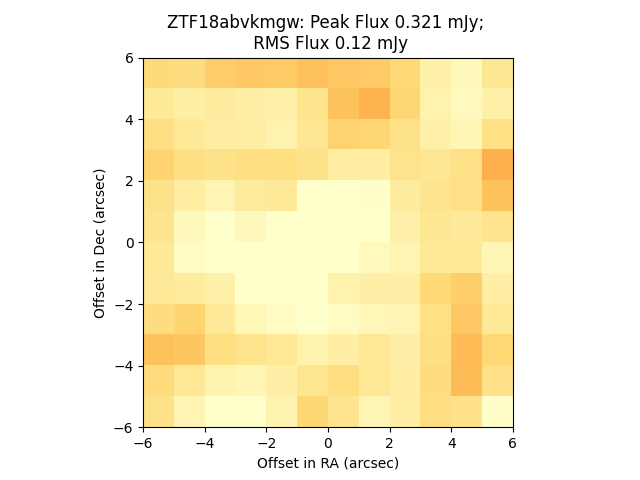 ZTF18abvkmgw: Peak Flux 0.321 mJy;
RMS Flux 0.12 mJy
6
4
2
0
−2
−4
−6
Offset in Dec (arcsec)
−6 −4 −2 0 2 4 6
Offset in RA (arcsec)